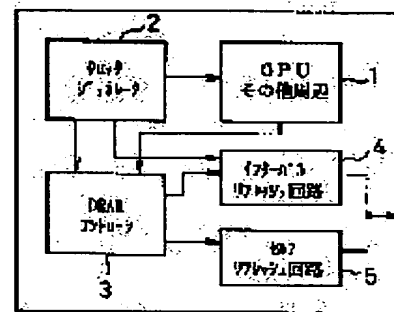 2
クロック
ジェネレータ
CPU
その他周辺
1
DRAM
コントローラ
3
インターバル
リフレッシュ回路
4
セルフ
リフレッシュ回路
5